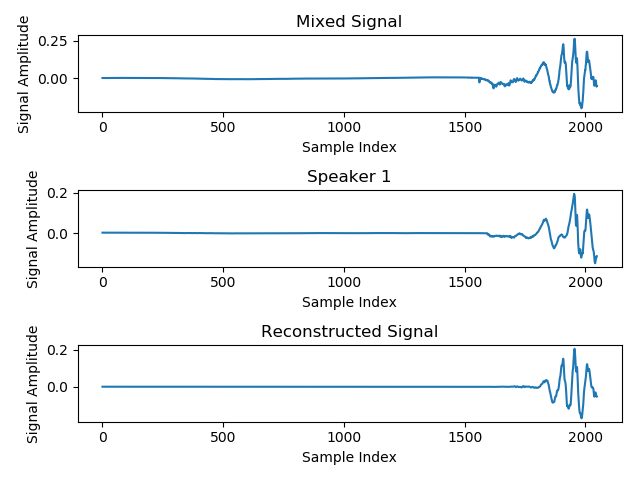 Mixed Signal
Signal Amplitude
0.25
0.00
0 500 1000 1500 2000
Sample Index
Speaker 1
Signal Amplitude
0.2
0.0
0 500 1000 1500 2000
Sample Index
Reconstructed Signal
Signal Amplitude
0.2
0.0
0 500 1000 1500 2000
Sample Index